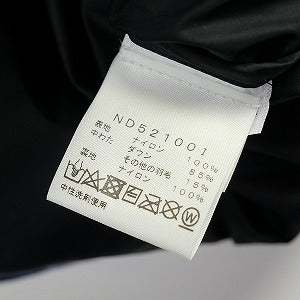 ND52100I
表地 ナイロン 100%
中わた ダウン 85%
その他の羽毛 15%
裏地 ナイロン 100%
中性洗剤使用